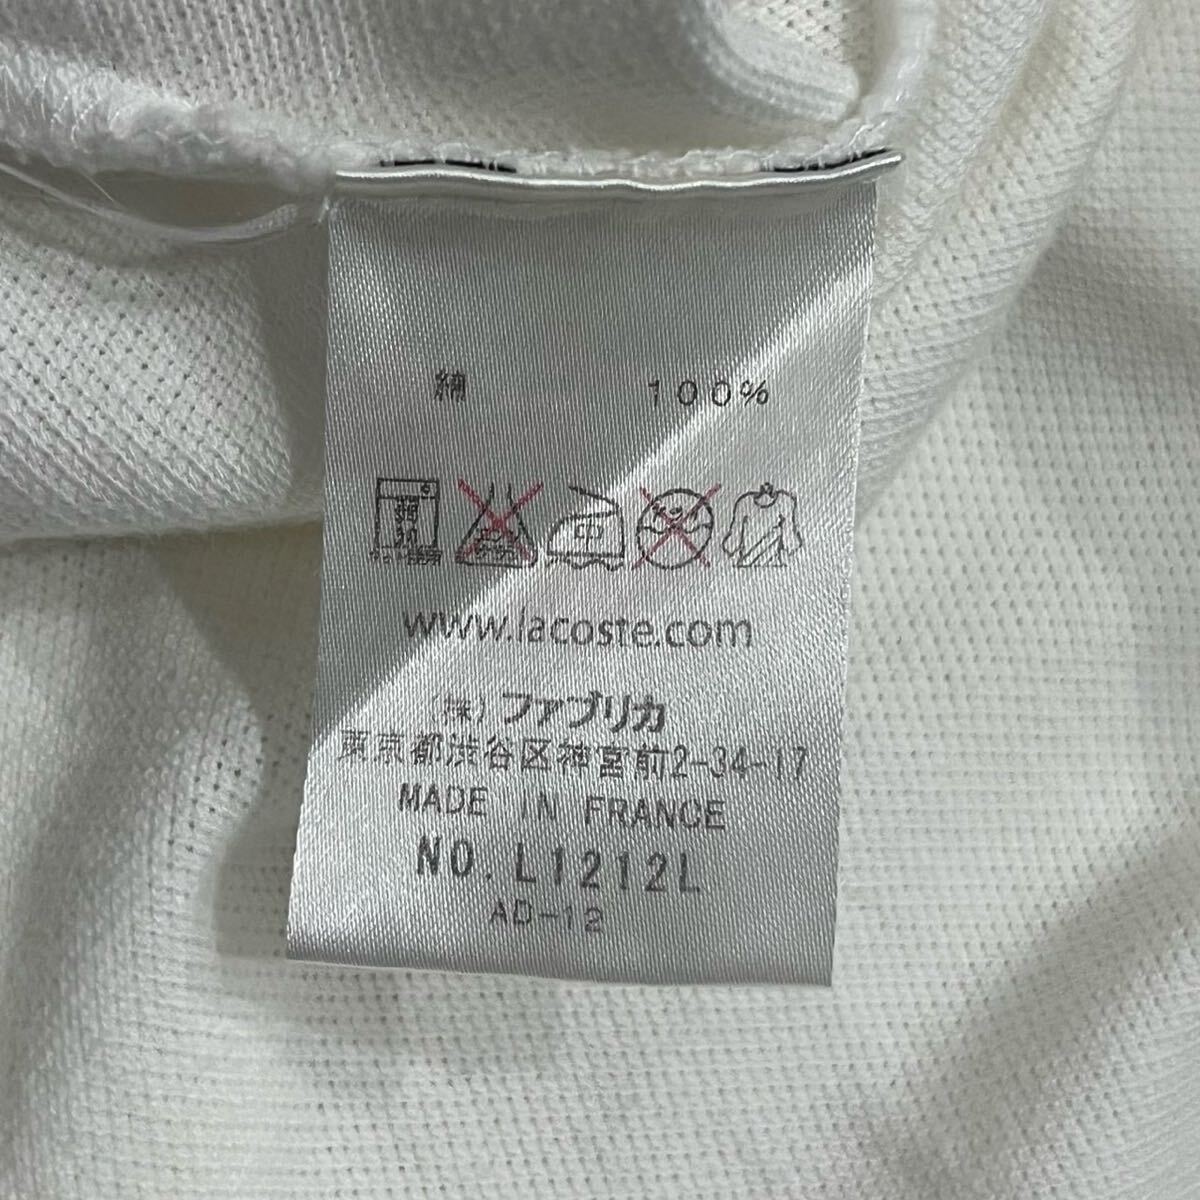 綿 100%
中
www.lacoste.com
(株)ファブリカ
東京都渋谷区神宮前2-34-17
MADE IN FRANCE
NO. L1212L
AD-12